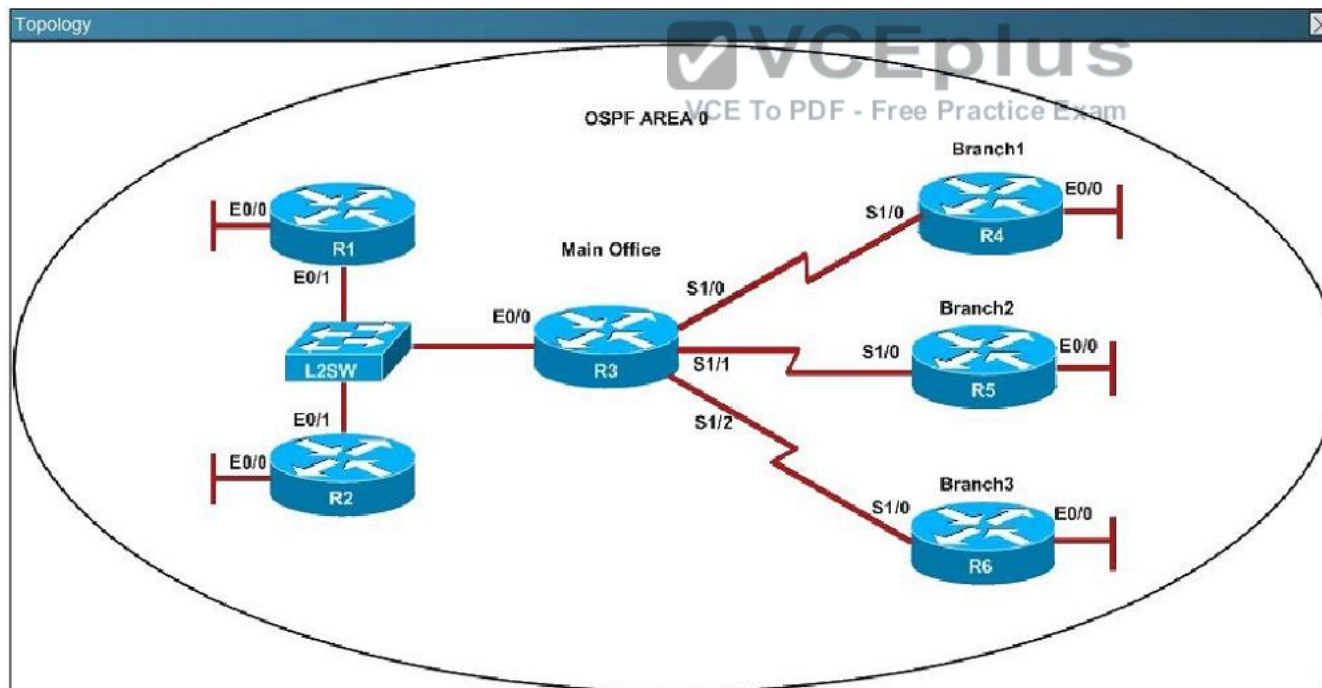 Topology
VCEplus
VCE To PDF - Free Practice Exam
OSPF AREA 0
Branch1
E0/0
R1
E0/1
S1/0
E0/0
R4
Main Office
S1/0
E0/0
R3
S1/1
S1/2
Branch2
S1/0
E0/0
R5
L2SW
E0/1
E0/0
R2
Branch3
S1/0
E0/0
R6